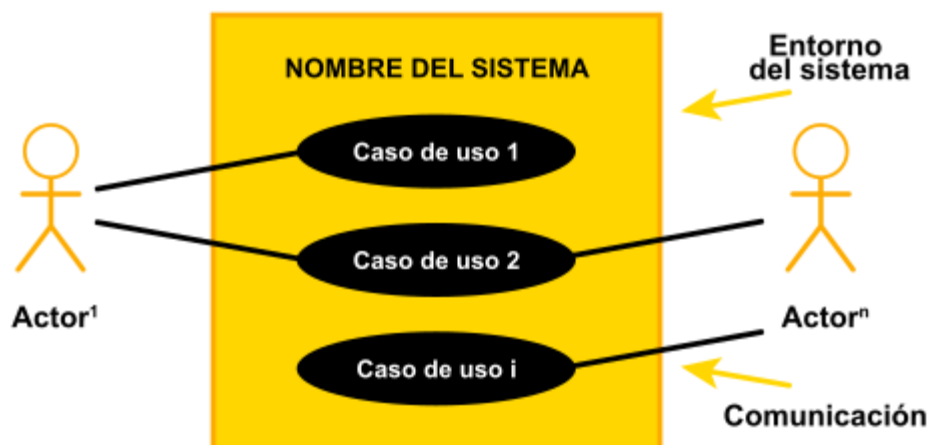 NOMBRE DEL SISTEMA
Entorno
del sistema
Caso de uso 1
Caso de uso 2
Actor¹
Actorⁿ
Caso de uso i
Comunicación